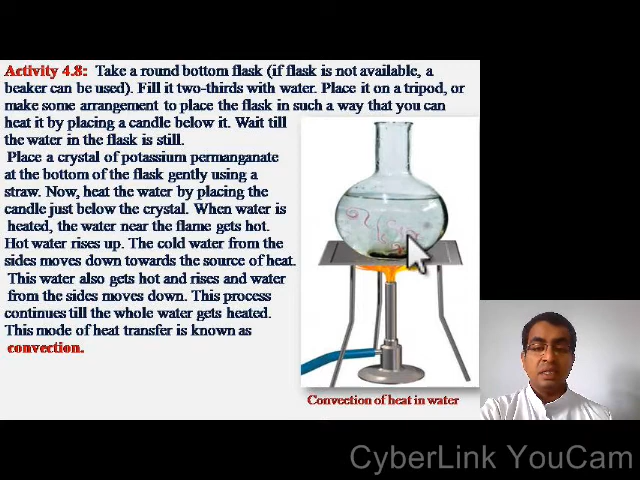 Activity 4.8: Take a round bottom flask (if flask is not available, a
beaker can be used). Fill it two-thirds with water. Place it on a tripod, or
make some arrangement to place the flask in such a way that you can
heat it by placing a candle below it. Wait till
the water in the flask is still.
Place a crystal of potassium permanganate
at the bottom of the flask gently using a
straw. Now, heat the water by placing the
candle just below the crystal. When water is
heated, the water near the flame gets hot.
Hot water rises up. The cold water from the
sides moves down towards the source of heat.
This water also gets hot and rises and water
from the sides moves down. This process
continues till the whole water gets heated.
This mode of heat transfer is known as
convection.
Convection of heat in water
CyberLink YouCam